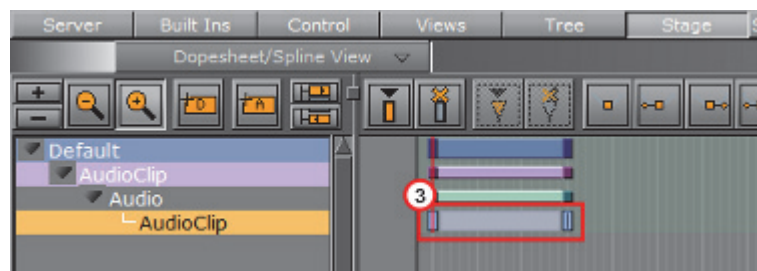 Server Built Ins Control Views Tree Stage S
Dopesheet/Spline View
D A
Default
AudioClip
Audio
3
AudioClip